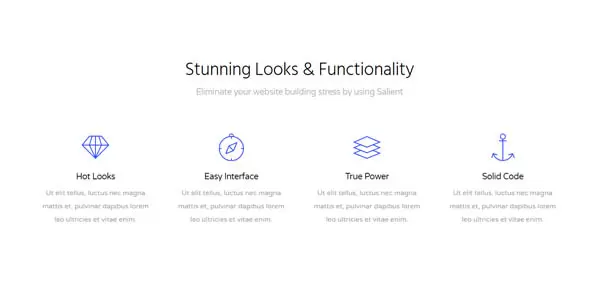 Stunning Looks & Functionality
Eliminate your website building stress by using Salient
Hot Looks
Ut elit tellus, luctus nec magna
mattis et, pulvinar dapibus lorem
leo ultricies et vitae enim.
Easy Interface
Ut elit tellus, luctus nec magna
mattis et, pulvinar dapibus lorem
leo ultricies et vitae enim.
True Power
Ut elit tellus, luctus nec magna
mattis et, pulvinar dapibus lorem
leo ultricies et vitae enim.
Solid Code
Ut elit tellus, luctus nec magna
mattis et, pulvinar dapibus lorem
leo ultricies et vitae enim.